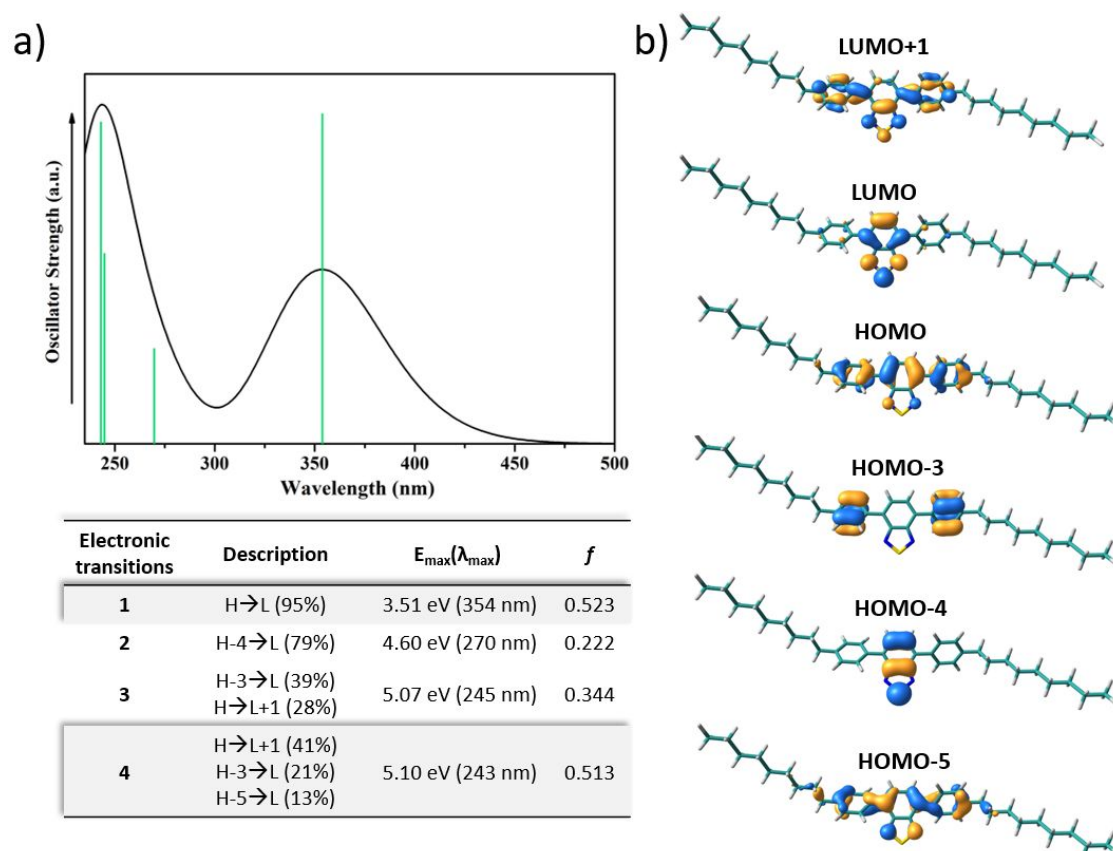 a)
Oscillator Strength (a.u.)
250 300 350 400 450 500
Wavelength (nm)
Electronic transitions Description Eₘₐₓ(λₘₐₓ) f
1 H→L (95%) 3.51 eV (354 nm) 0.523
2 H-4→L (79%) 4.60 eV (270 nm) 0.222
3 H-3→L (39%) 5.07 eV (245 nm) 0.344
H→L+1 (28%)
4 H→L+1 (41%) 5.10 eV (243 nm) 0.513
H-3→L (21%)
H-5→L (13%)
b)
LUMO+1
LUMO
HOMO
HOMO-3
HOMO-4
HOMO-5